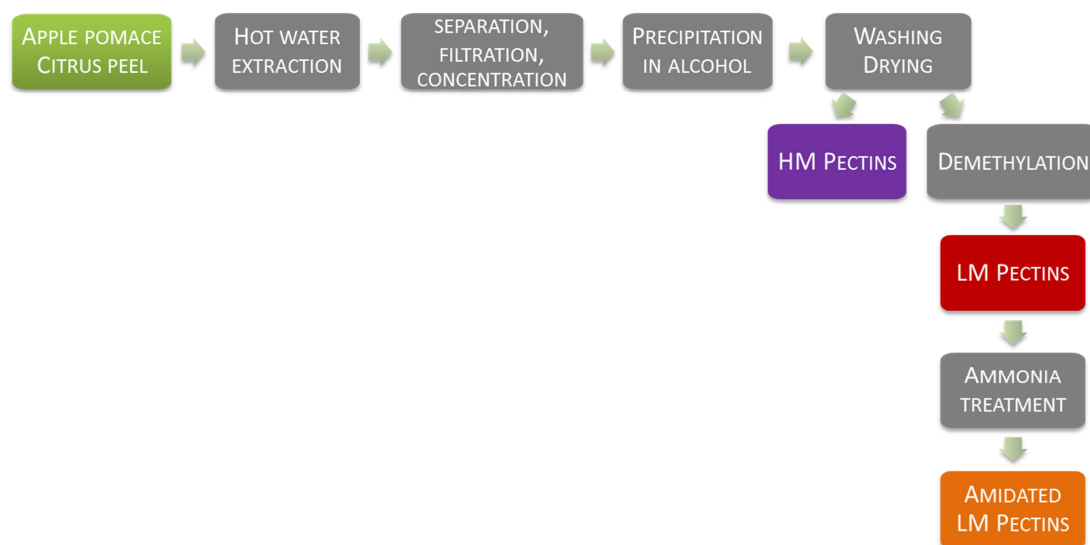 APPLE POMACE
CITRUS PEEL
HOT WATER
EXTRACTION
SEPARATION,
FILTRATION,
CONCENTRATION
PRECIPITATION
IN ALCOHOL
WASHING
DRYING
HM PECTINS
DEMETHYLATION
LM PECTINS
AMMONIA
TREATMENT
AMIDATED
LM PECTINS